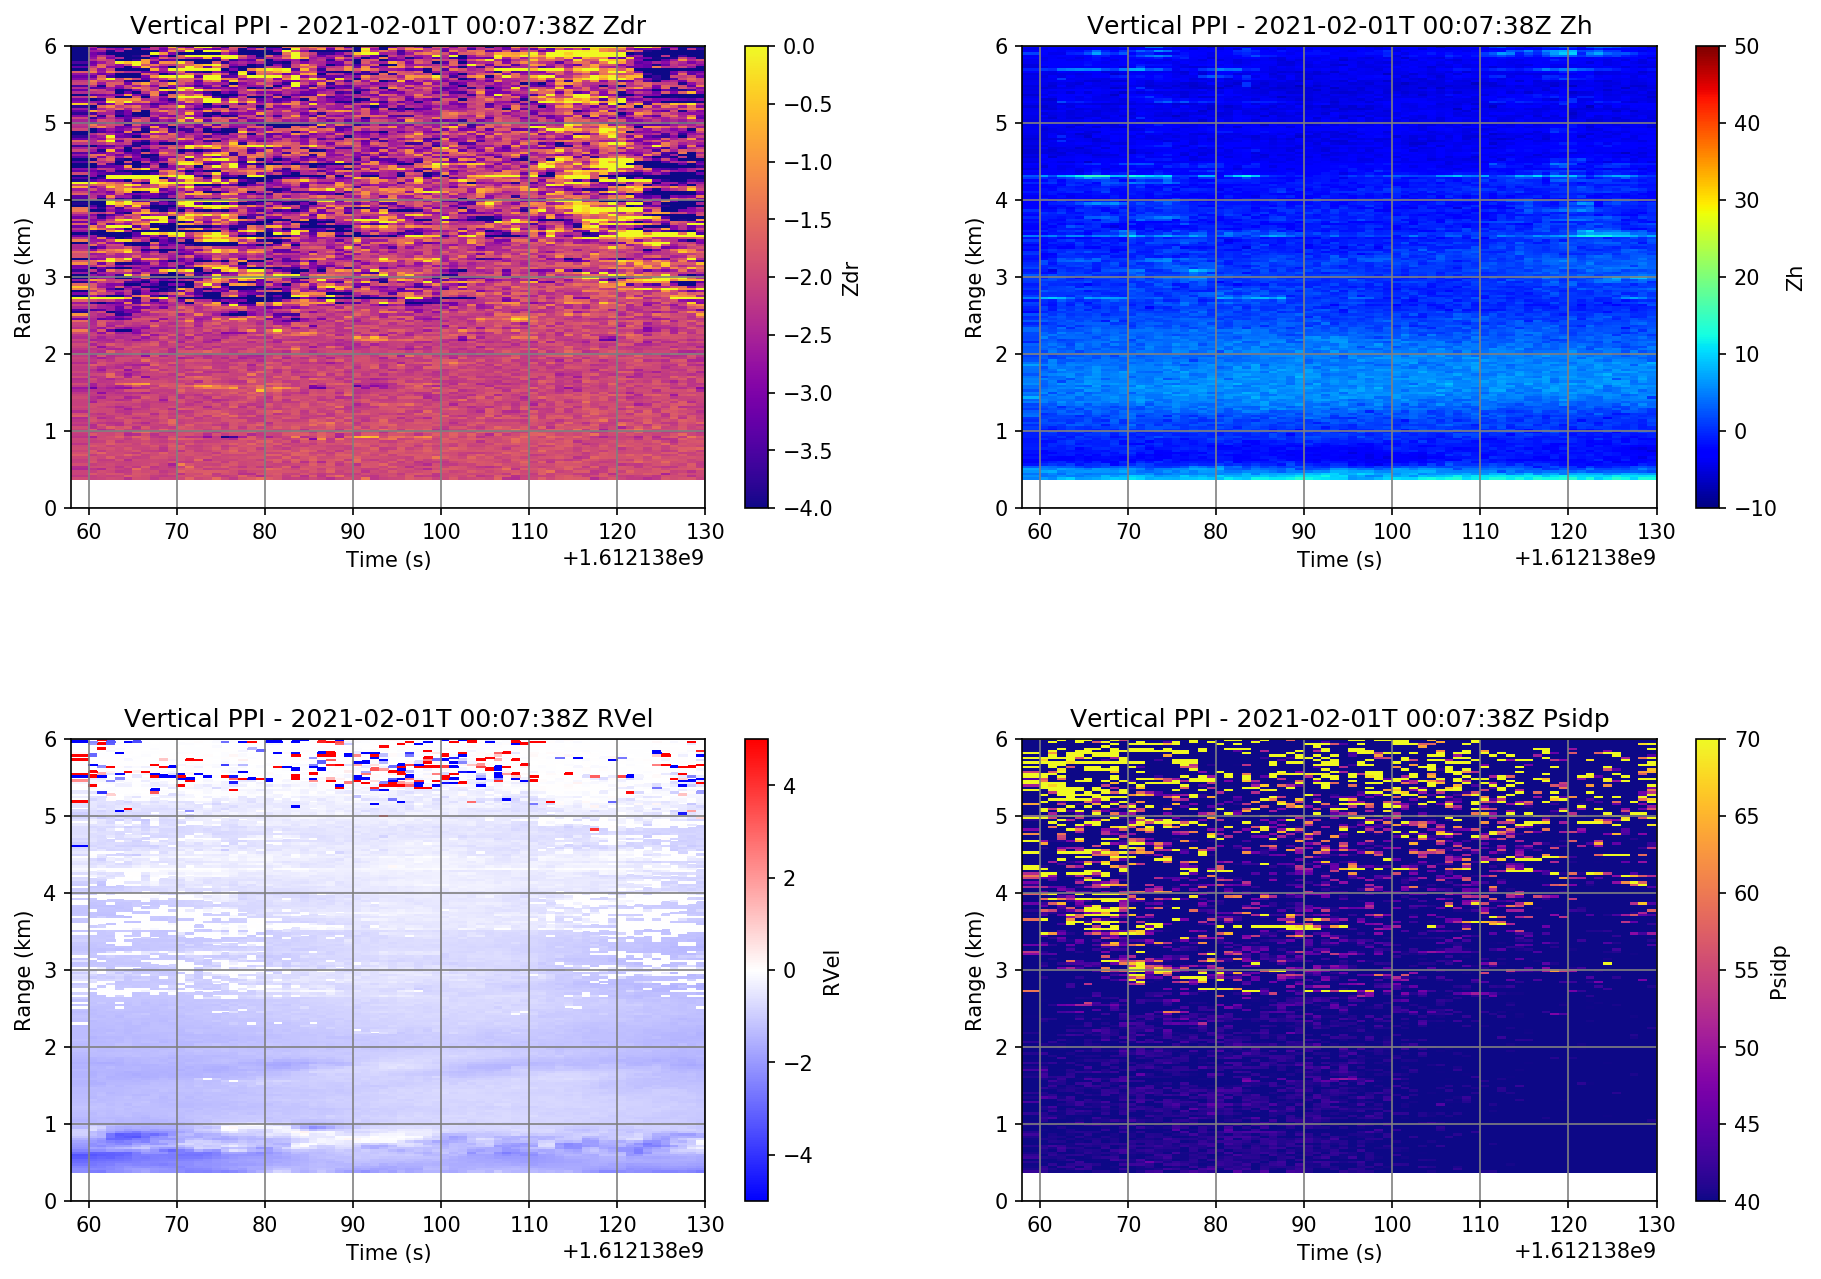 Vertical PPI - 2021-02-01T 00:07:38Z Zdr
6
5
4
3
2
1
0
Range (km)
60 70 80 90 100 110 120 130
Time (s)
+1.612138e9
0.0
−0.5
−1.0
−1.5
−2.0
−2.5
−3.0
−3.5
−4.0
Zdr
Vertical PPI - 2021-02-01T 00:07:38Z Zh
6
5
4
3
2
1
0
Range (km)
60 70 80 90 100 110 120 130
Time (s)
+1.612138e9
50
40
30
20
10
0
−10
Zh
Vertical PPI - 2021-02-01T 00:07:38Z RVel
6
5
4
3
2
1
0
Range (km)
60 70 80 90 100 110 120 130
Time (s)
+1.612138e9
4
2
0
−2
−4
RVel
Vertical PPI - 2021-02-01T 00:07:38Z Psidp
6
5
4
3
2
1
0
Range (km)
60 70 80 90 100 110 120 130
Time (s)
+1.612138e9
70
65
60
55
50
45
40
Psidp